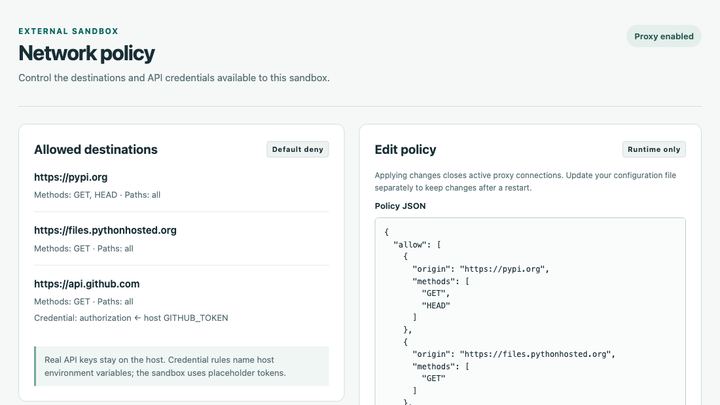 EXTERNAL SANDBOX
Network policy
Proxy enabled
Control the destinations and API credentials available to this sandbox.
Allowed destinations
Default deny
https://pypi.org
Methods: GET, HEAD · Paths: all
https://files.pythonhosted.org
Methods: GET · Paths: all
https://api.github.com
Methods: GET · Paths: all
Credential: authorization ← host GITHUB_TOKEN
Real API keys stay on the host. Credential rules name host
environment variables; the sandbox uses placeholder tokens.
Edit policy
Runtime only
Applying changes closes active proxy connections. Update your configuration file
separately to keep changes after a restart.
Policy JSON
{
  "allow": [
    {
      "origin": "https://pypi.org",
      "methods": [
        "GET",
        "HEAD"
      ]
    },
    {
      "origin": "https://files.pythonhosted.org",
      "methods": [
        "GET"
      ]
    },